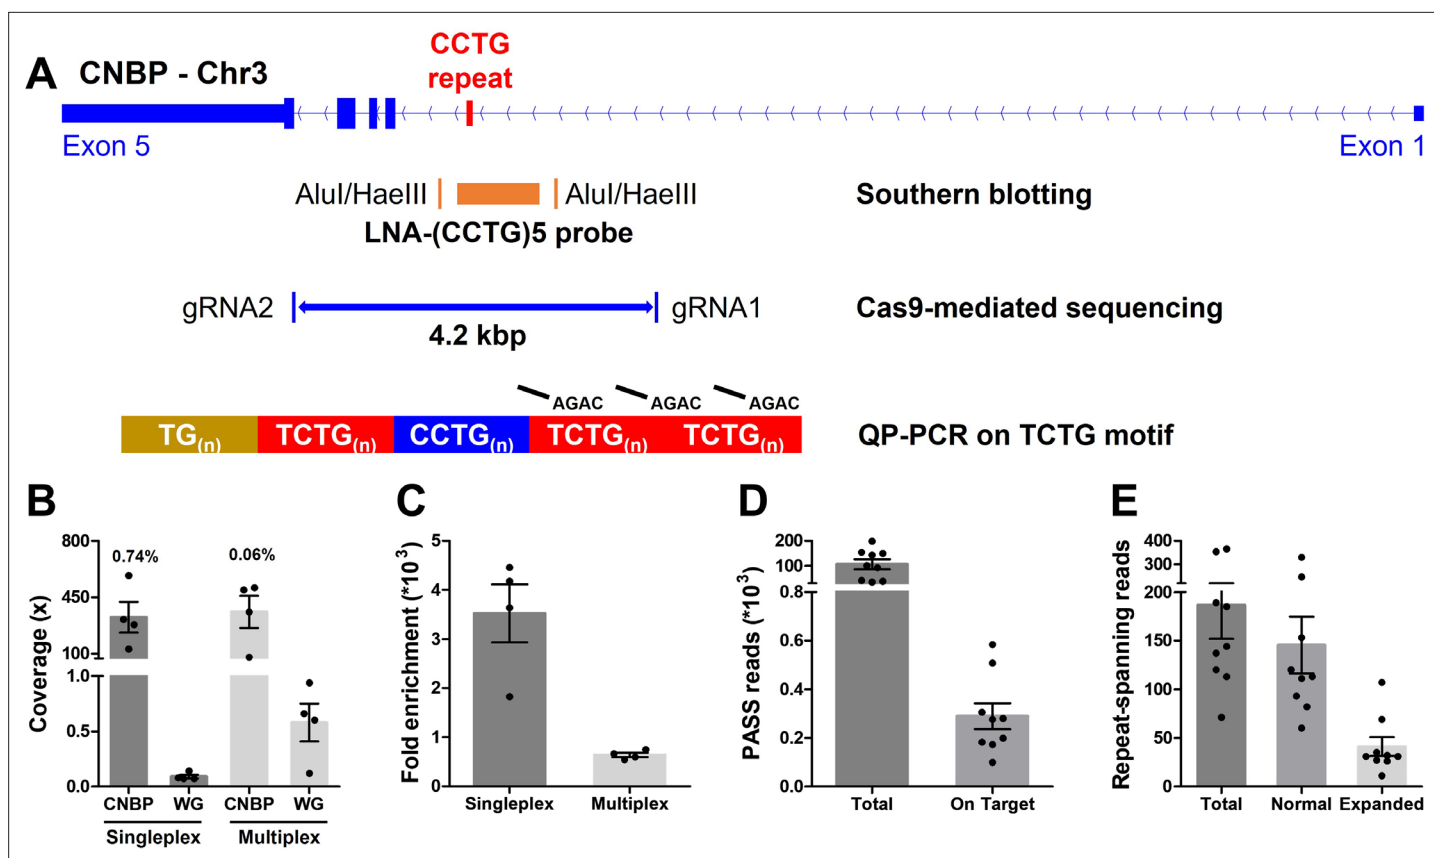 A
CNBP - Chr3
CCTG
repeat
Exon 5
Exon 1
AluI/HaeIII
AluI/HaeIII
Southern blotting
LNA-(CCTG)5 probe
gRNA2
gRNA1
Cas9-mediated sequencing
4.2 kbp
AGAC AGAC AGAC
TG(n) TCTG(n) CCTG(n) TCTG(n) TCTG(n)
QP-PCR on TCTG motif
B
Coverage (x)
800
450
100
1.0
0.5
0.0
0.74%
0.06%
CNBP WG CNBP WG
Singleplex Multiplex
C
Fold enrichment (*10^3)
5
4
3
2
1
0
Singleplex Multiplex
D
PASS reads (*10^3)
200
100
0.8
0.6
0.4
0.2
0.0
Total On Target
E
Repeat-spanning reads
400
300
200
150
100
50
0
Total Normal Expanded